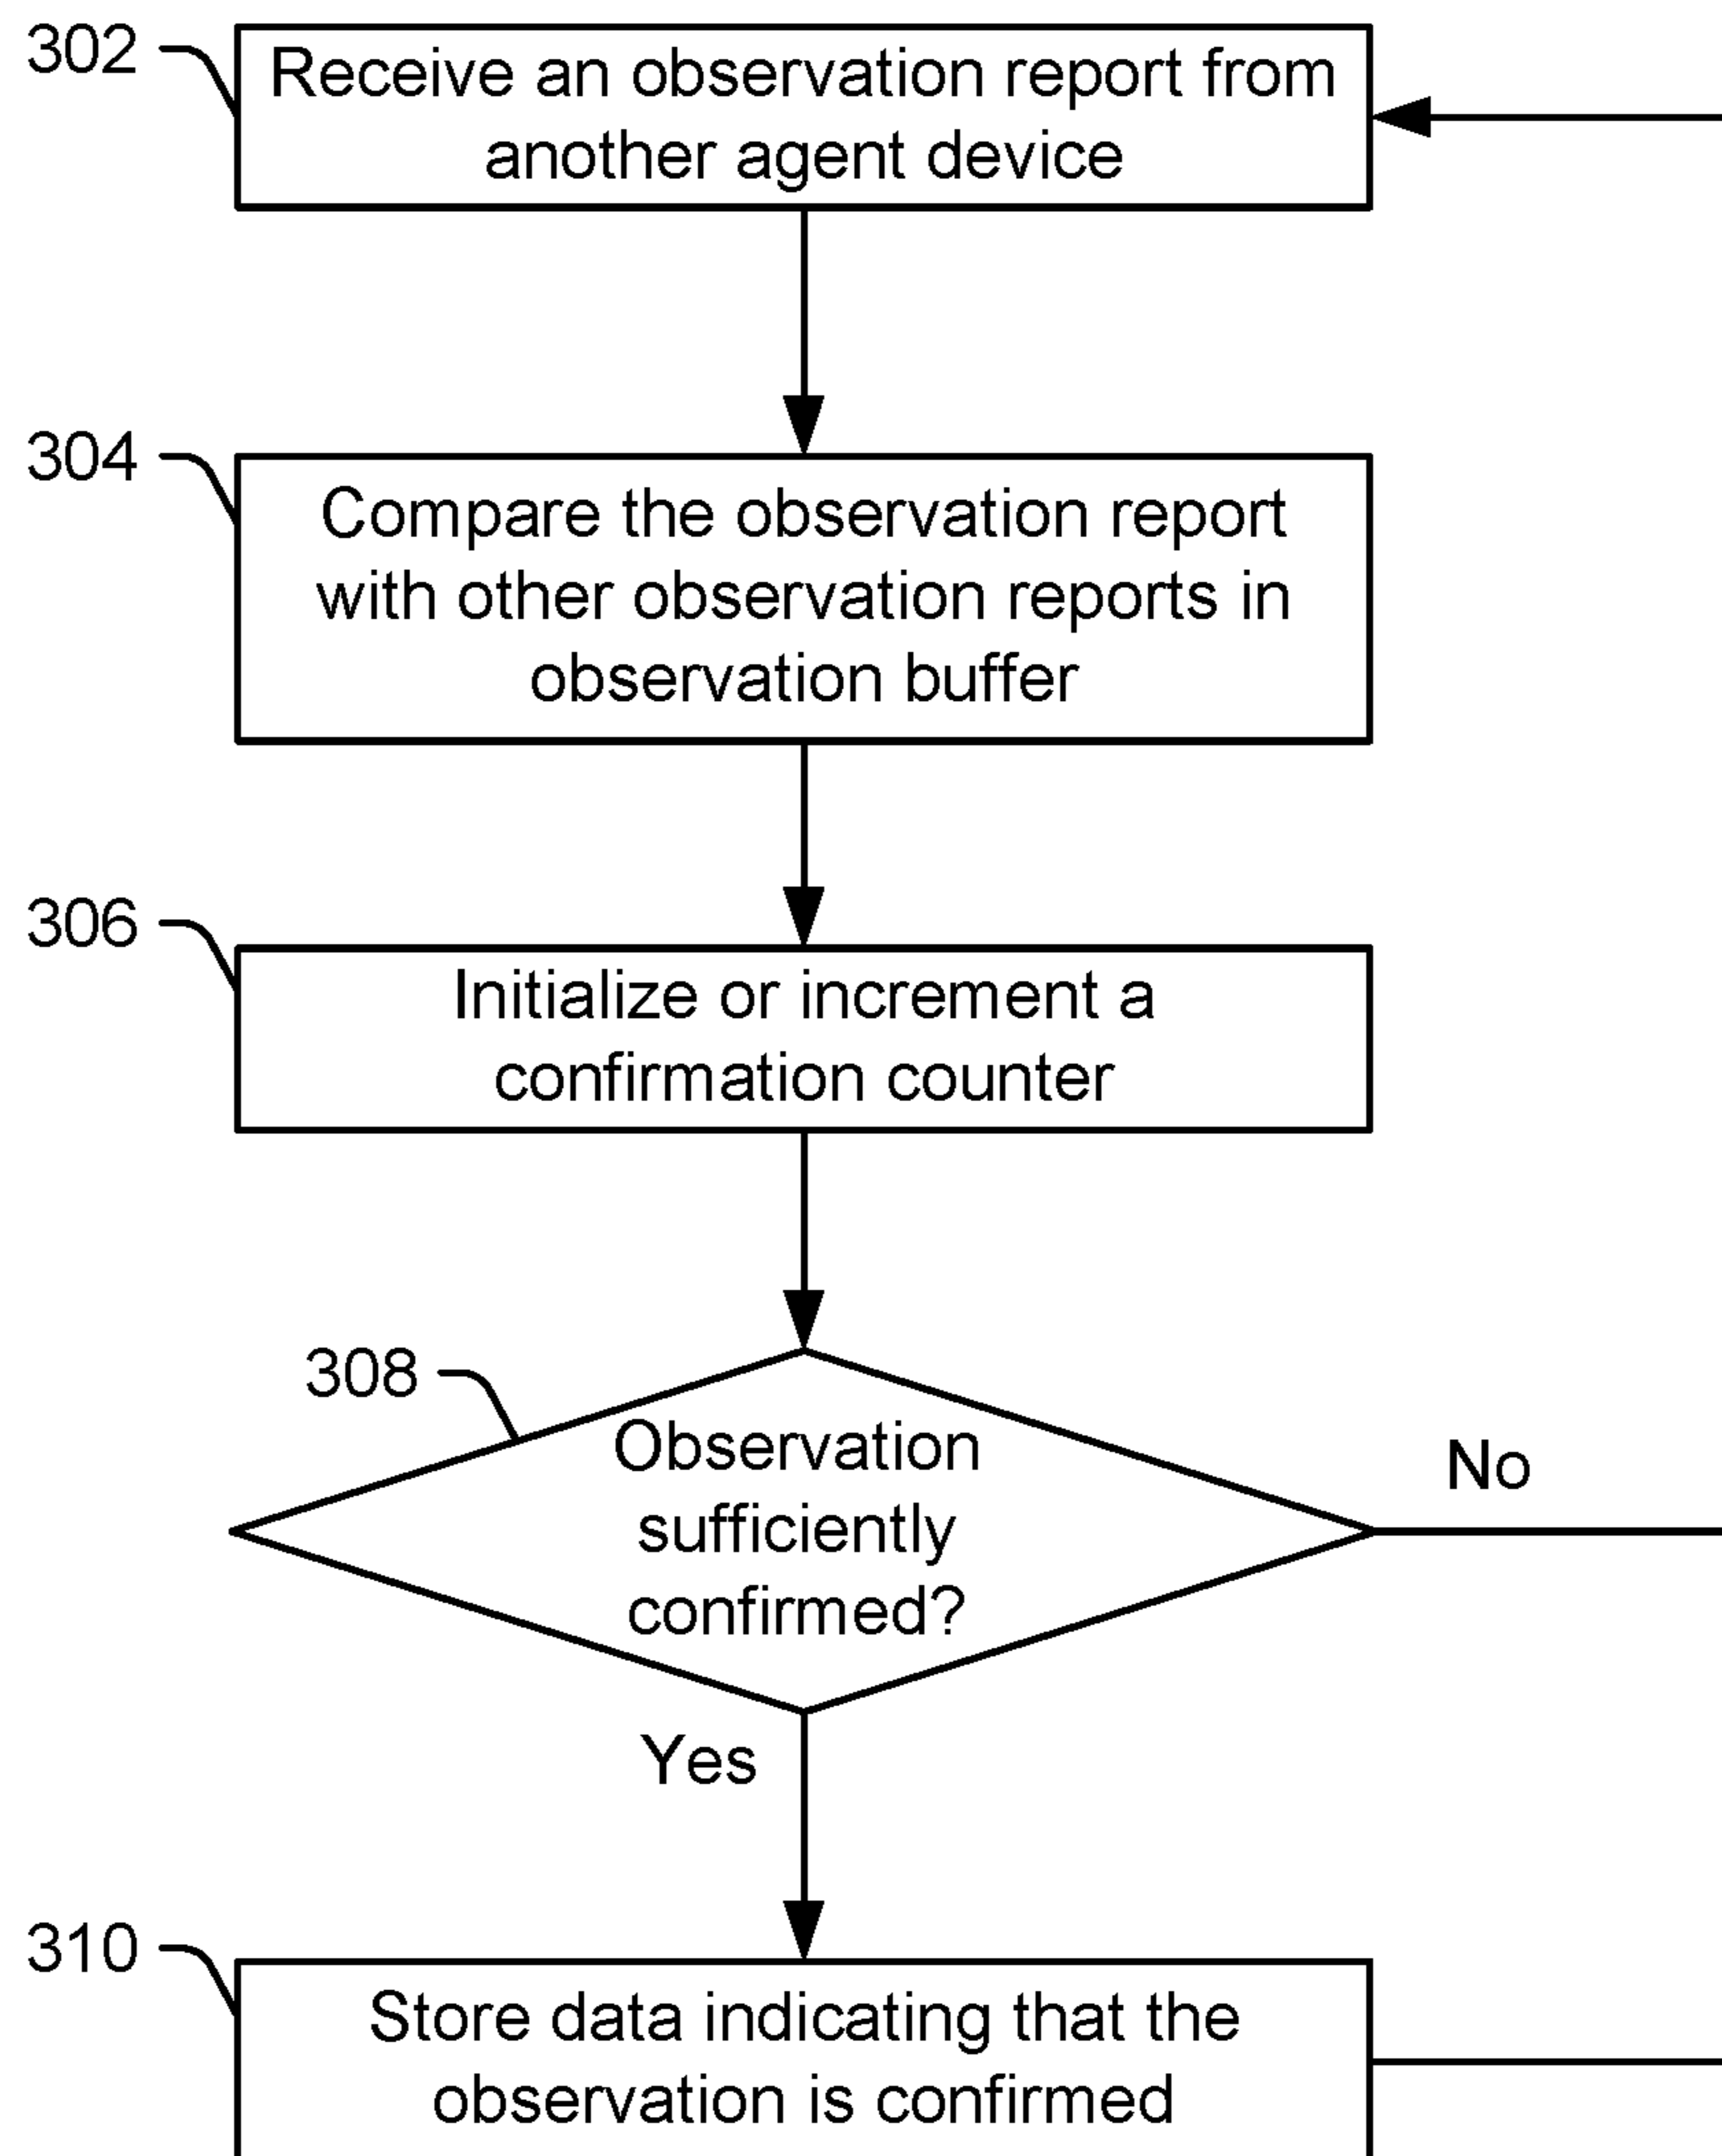 302
Receive an observation report from
another agent device
304
Compare the observation report
with other observation reports in
observation buffer
306
Initialize or increment a
confirmation counter
308
Observation
sufficiently
confirmed?
No
Yes
310
Store data indicating that the
observation is confirmed